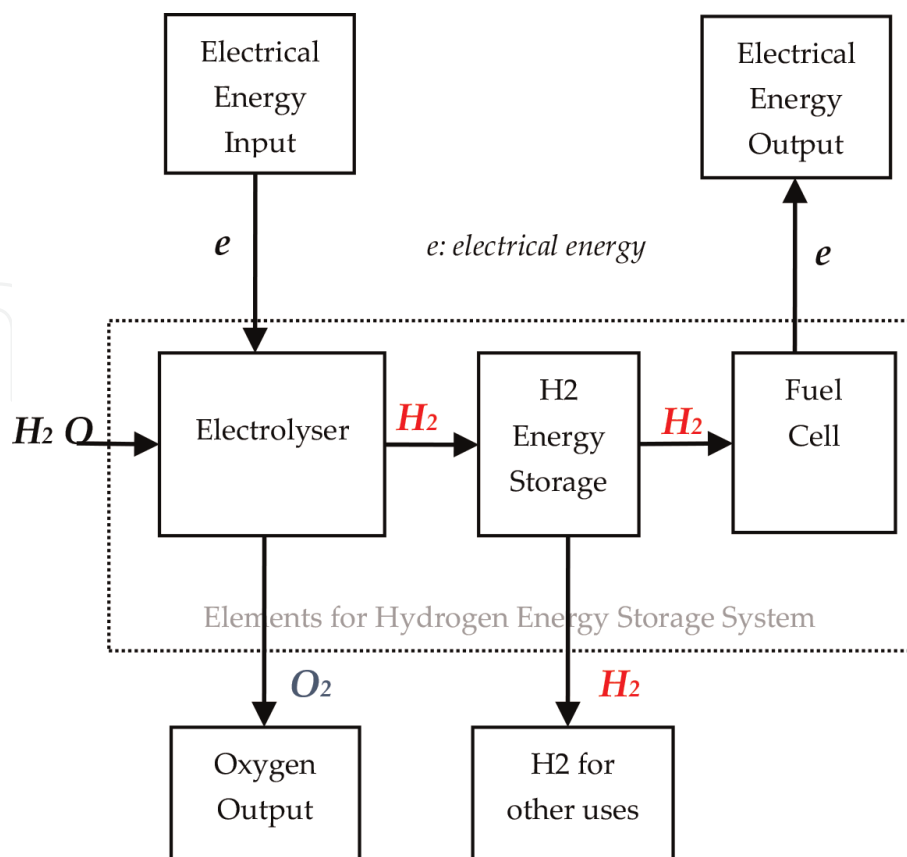 Electrical
Energy
Input
Electrical
Energy
Output
e
e: electrical energy
e
H2 O
Electrolyser
H2
H2
Energy
Storage
H2
Fuel
Cell
Elements for Hydrogen Energy Storage System
O2
H2
Oxygen
Output
H2 for
other uses